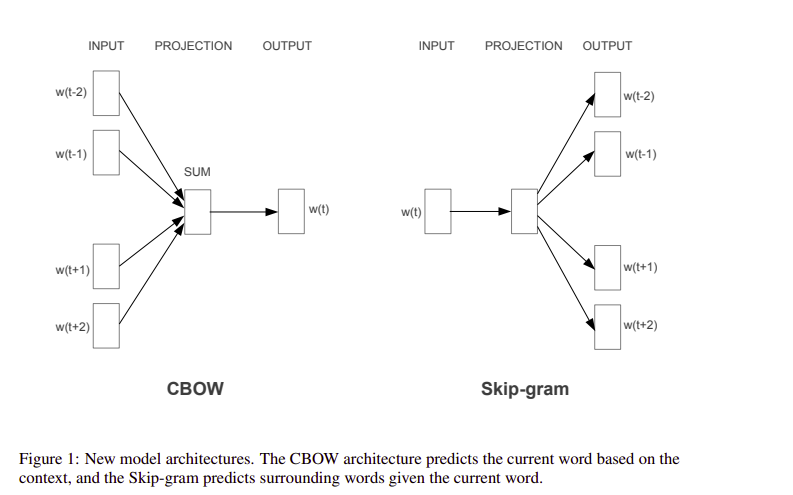 INPUT PROJECTION OUTPUT
w(t-2)
w(t-1)
SUM
w(t)
w(t+1)
w(t+2)
CBOW
INPUT PROJECTION OUTPUT
w(t-2)
w(t-1)
w(t)
w(t+1)
w(t+2)
Skip-gram
Figure 1: New model architectures. The CBOW architecture predicts the current word based on the
context, and the Skip-gram predicts surrounding words given the current word.